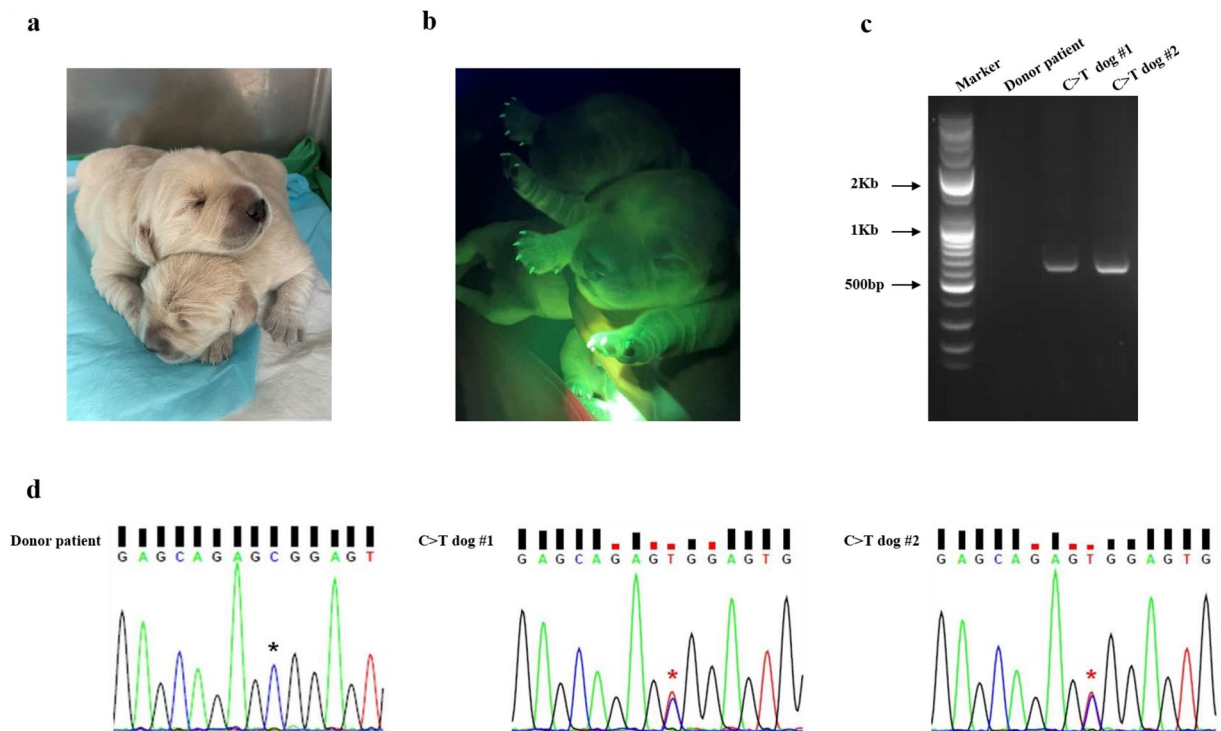 a
b
c
Marker
Donor patient
C>T dog #1
C>T dog #2
2Kb
1Kb
500bp
d
Donor patient
G A G C A G A G C G G A G T
C>T dog #1
G A G C A G A G T G G A G T G
*
C>T dog #2
G A G C A G A G T G G A G T G
*
*